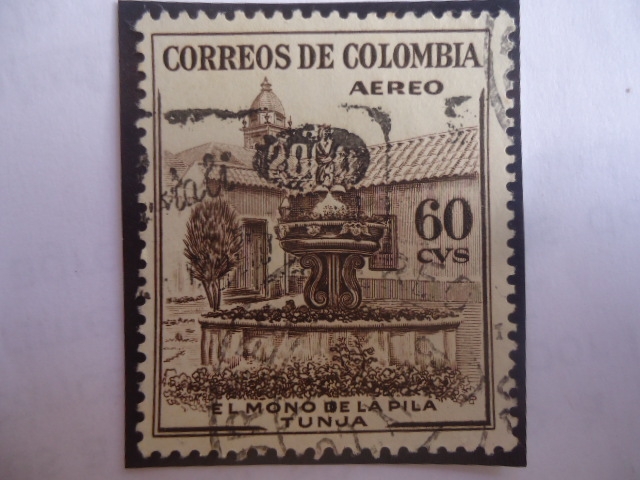 CORREOS DE COLOMBIA
AEREO
60
CVS
EL MONO DE LA PILA
TUNJA